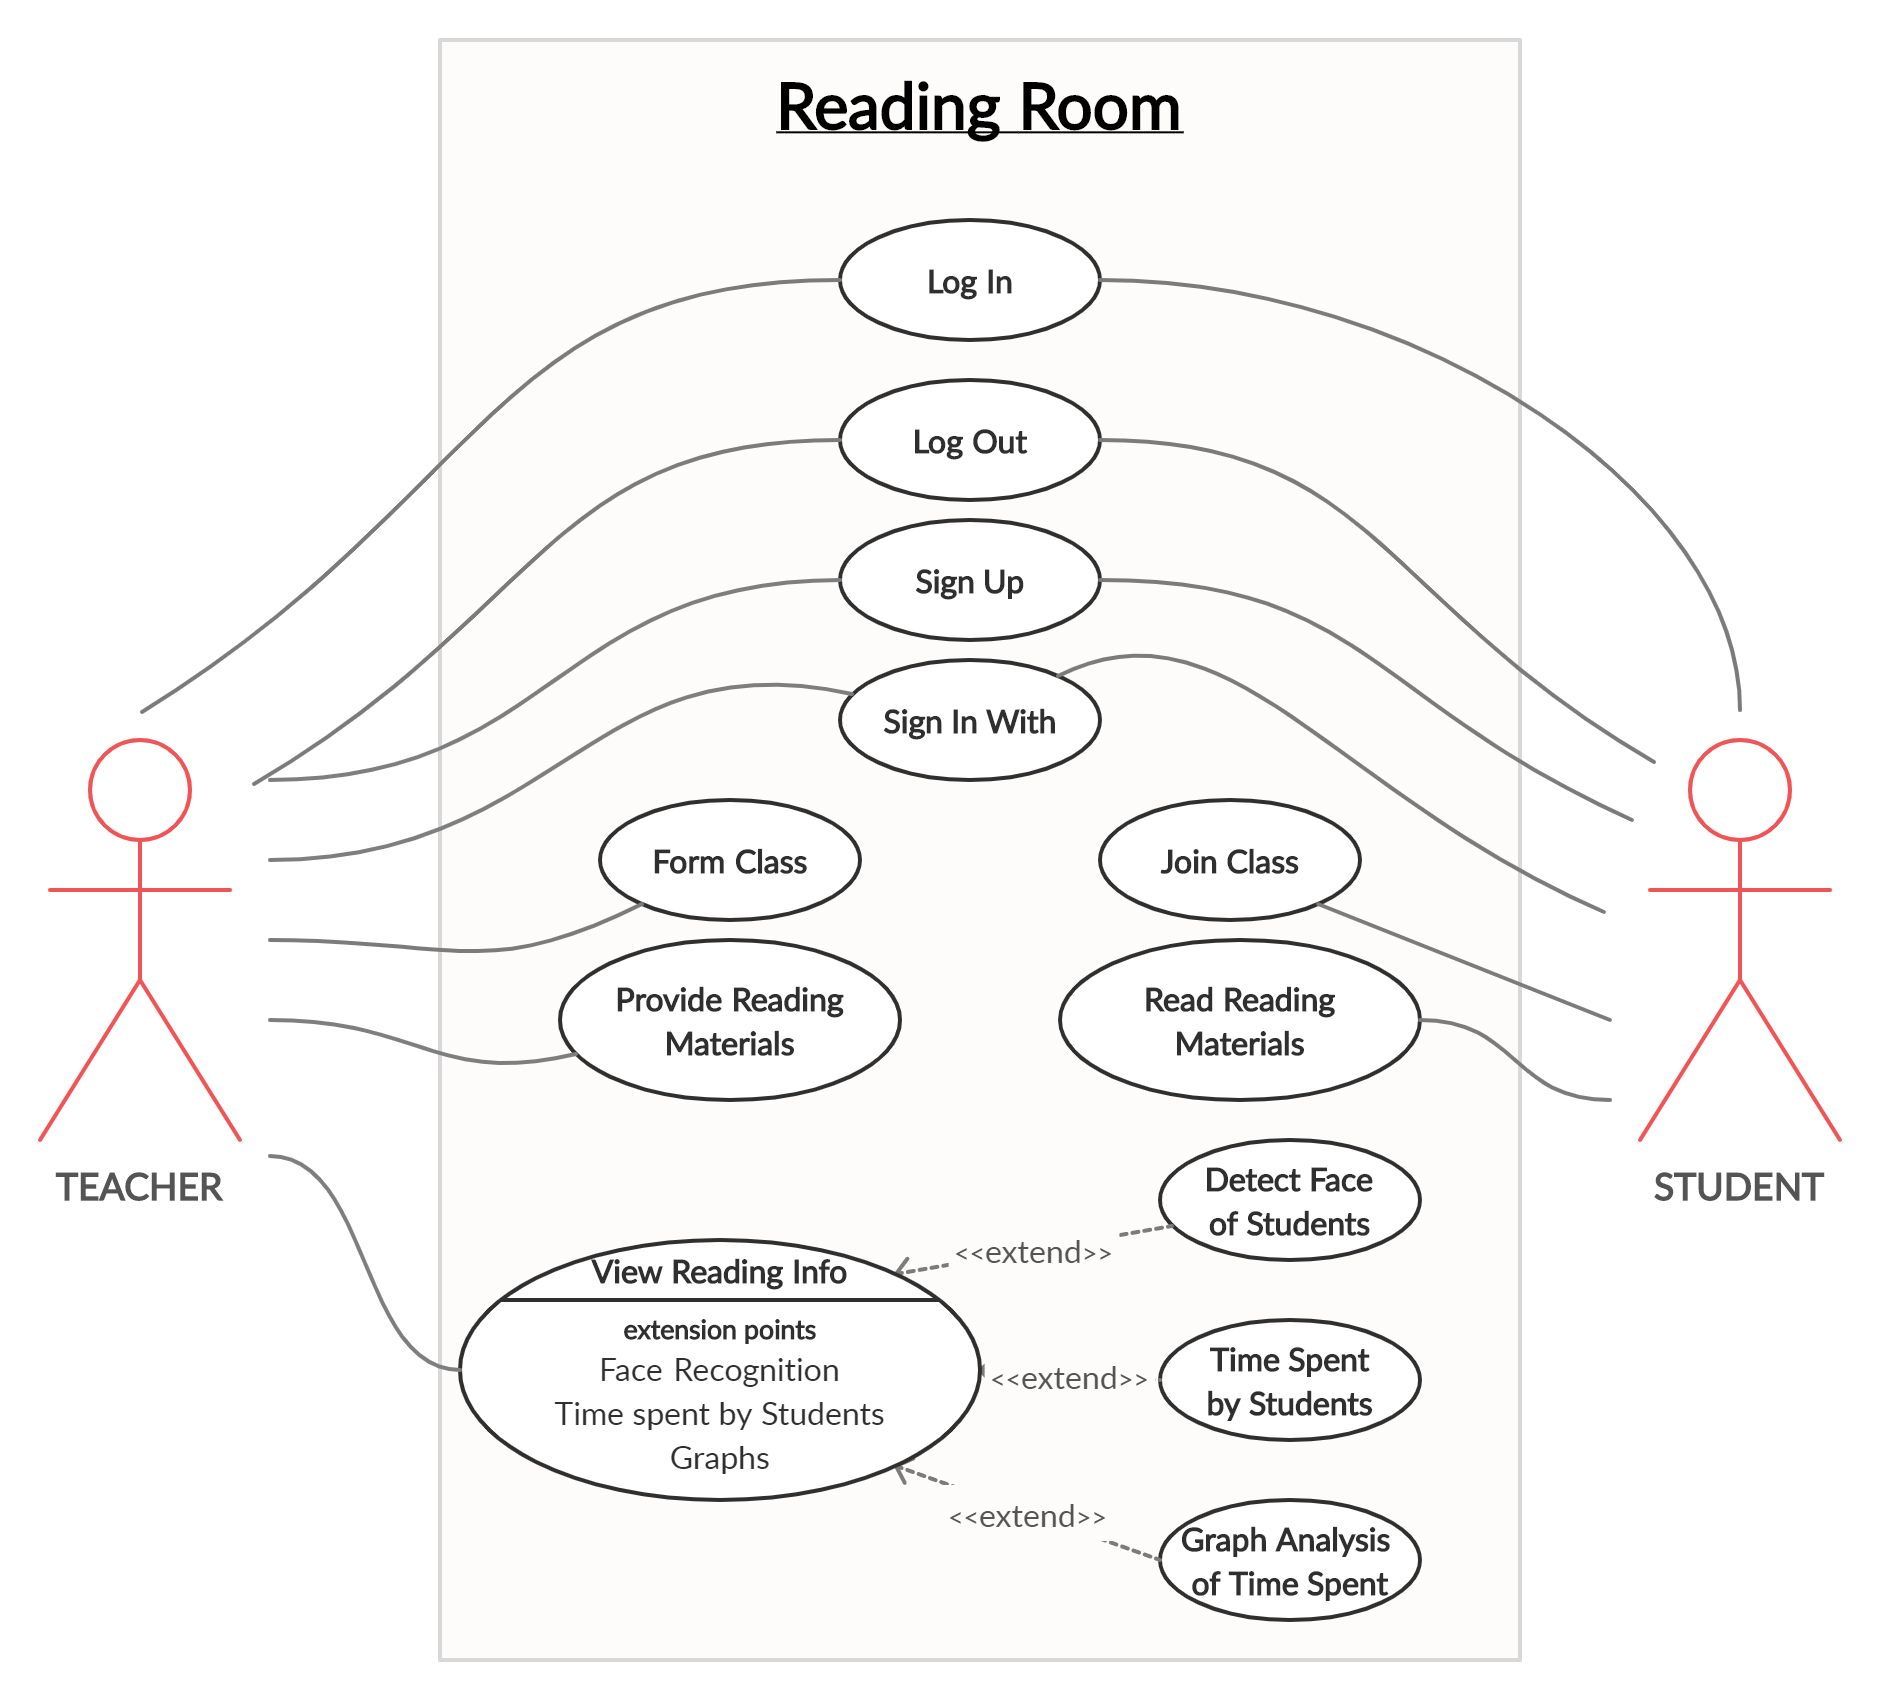 Reading Room
Log In
Log Out
Sign Up
Sign In With
Form Class
Join Class
Provide Reading
Materials
Read Reading
Materials
TEACHER
STUDENT
Detect Face
of Students
<<extend>>
View Reading Info
extension points
Face Recognition
Time spent by Students
Graphs
<<extend>>
Time Spent
by Students
<<extend>>
Graph Analysis
of Time Spent